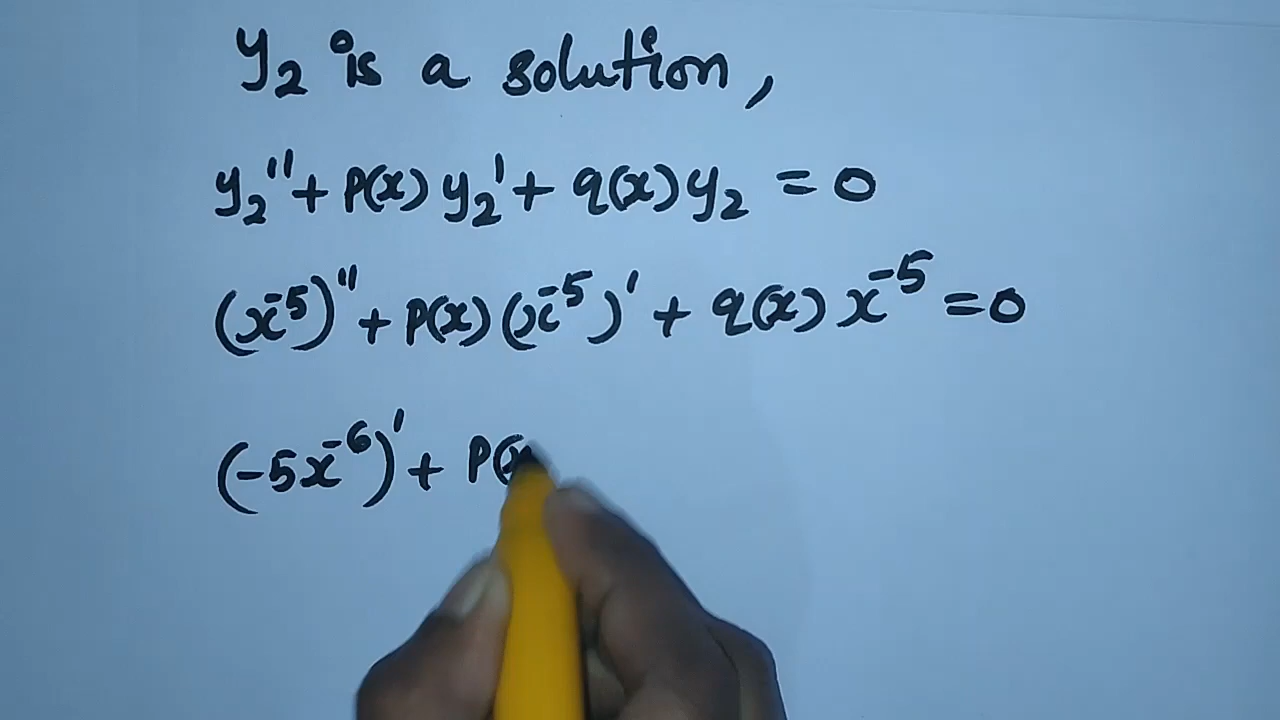 y₂ is a solution,
y₂'' + p(x) y₂' + q(x) y₂ = 0
(x⁻⁵)'' + p(x) (x⁻⁵)' + q(x) x⁻⁵ = 0
(-5x⁻⁶)' + p(x